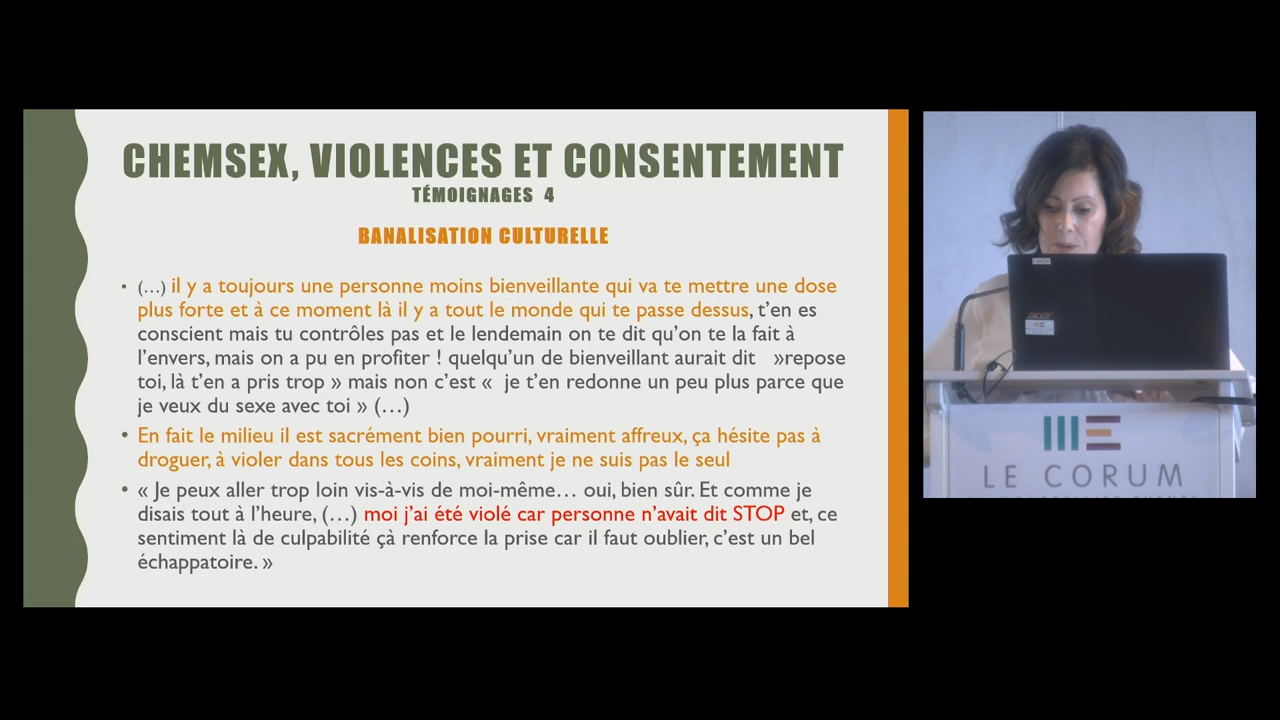 CHEMSEX, VIOLENCES ET CONSENTEMENT
TÉMOIGNAGES 4
BANALISATION CULTURELLE
• (…) il y a toujours une personne moins bienveillante qui va te mettre une dose
plus forte et à ce moment là il y a tout le monde qui te passe dessus, t’en es
conscient mais tu contrôles pas et le lendemain on te dit qu’on te la fait à
l’envers, mais on a pu en profiter ! quelqu’un de bienveillant aurait dit »repose
toi, là t’en a pris trop » mais non c’est « je t’en redonne un peu plus parce que
je veux du sexe avec toi » (…)
• En fait le milieu il est sacrément bien pourri, vraiment affreux, ça hésite pas à
droguer, à violer dans tous les coins, vraiment je ne suis pas le seul
• « Je peux aller trop loin vis-à-vis de moi-même… oui, bien sûr. Et comme je
disais tout à l’heure, (…) moi j’ai été violé car personne n’avait dit STOP et, ce
sentiment là de culpabilité çà renforce la prise car il faut oublier, c’est un bel
échappatoire. »
acer
LE CORUM